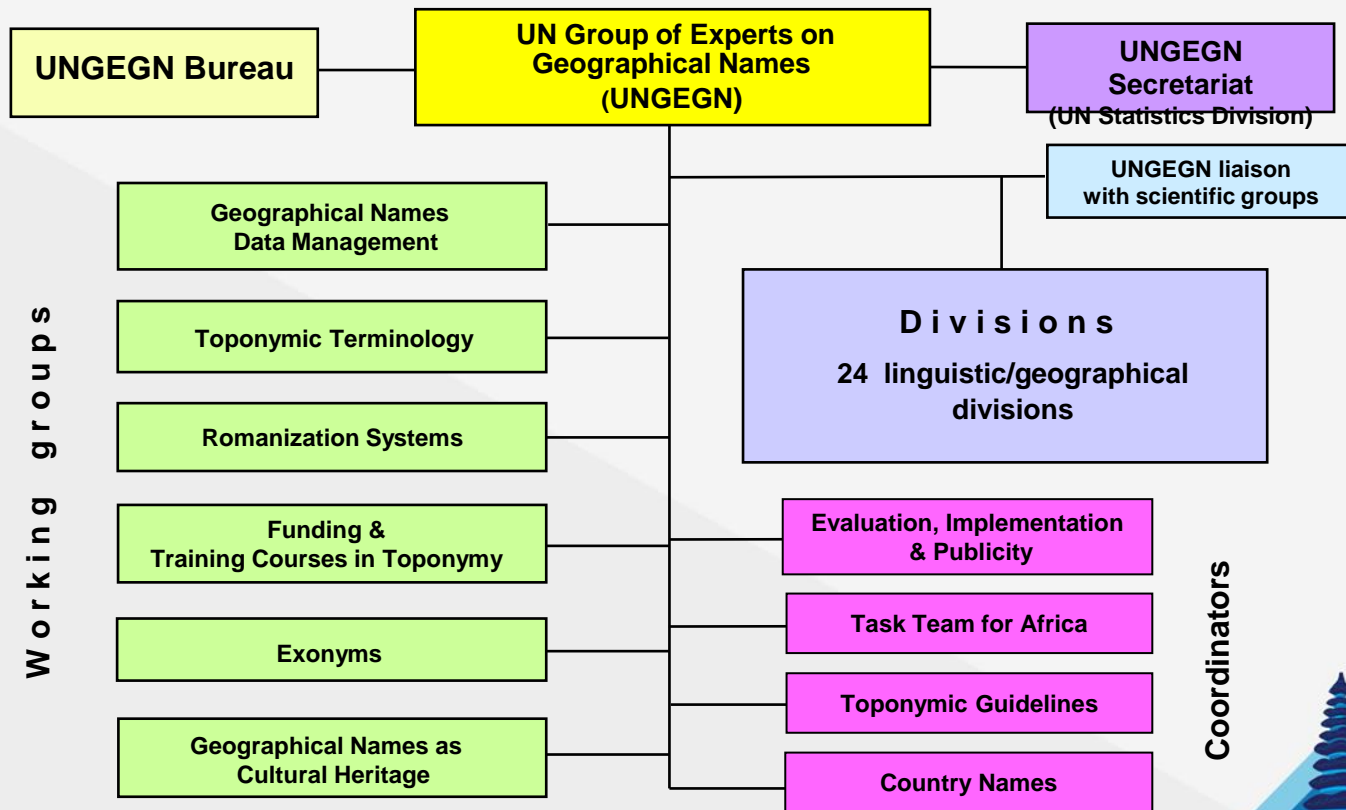 UNGEGN Bureau
UN Group of Experts on
Geographical Names
(UNGEGN)
UNGEGN
Secretariat
(UN Statistics Division)
UNGEGN liaison
with scientific groups
Working groups
Geographical Names
Data Management
Toponymic Terminology
Romanization Systems
Funding &
Training Courses in Toponymy
Exonyms
Geographical Names as
Cultural Heritage
Divisions
24 linguistic/geographical
divisions
Evaluation, Implementation
& Publicity
Task Team for Africa
Toponymic Guidelines
Country Names
Coordinators